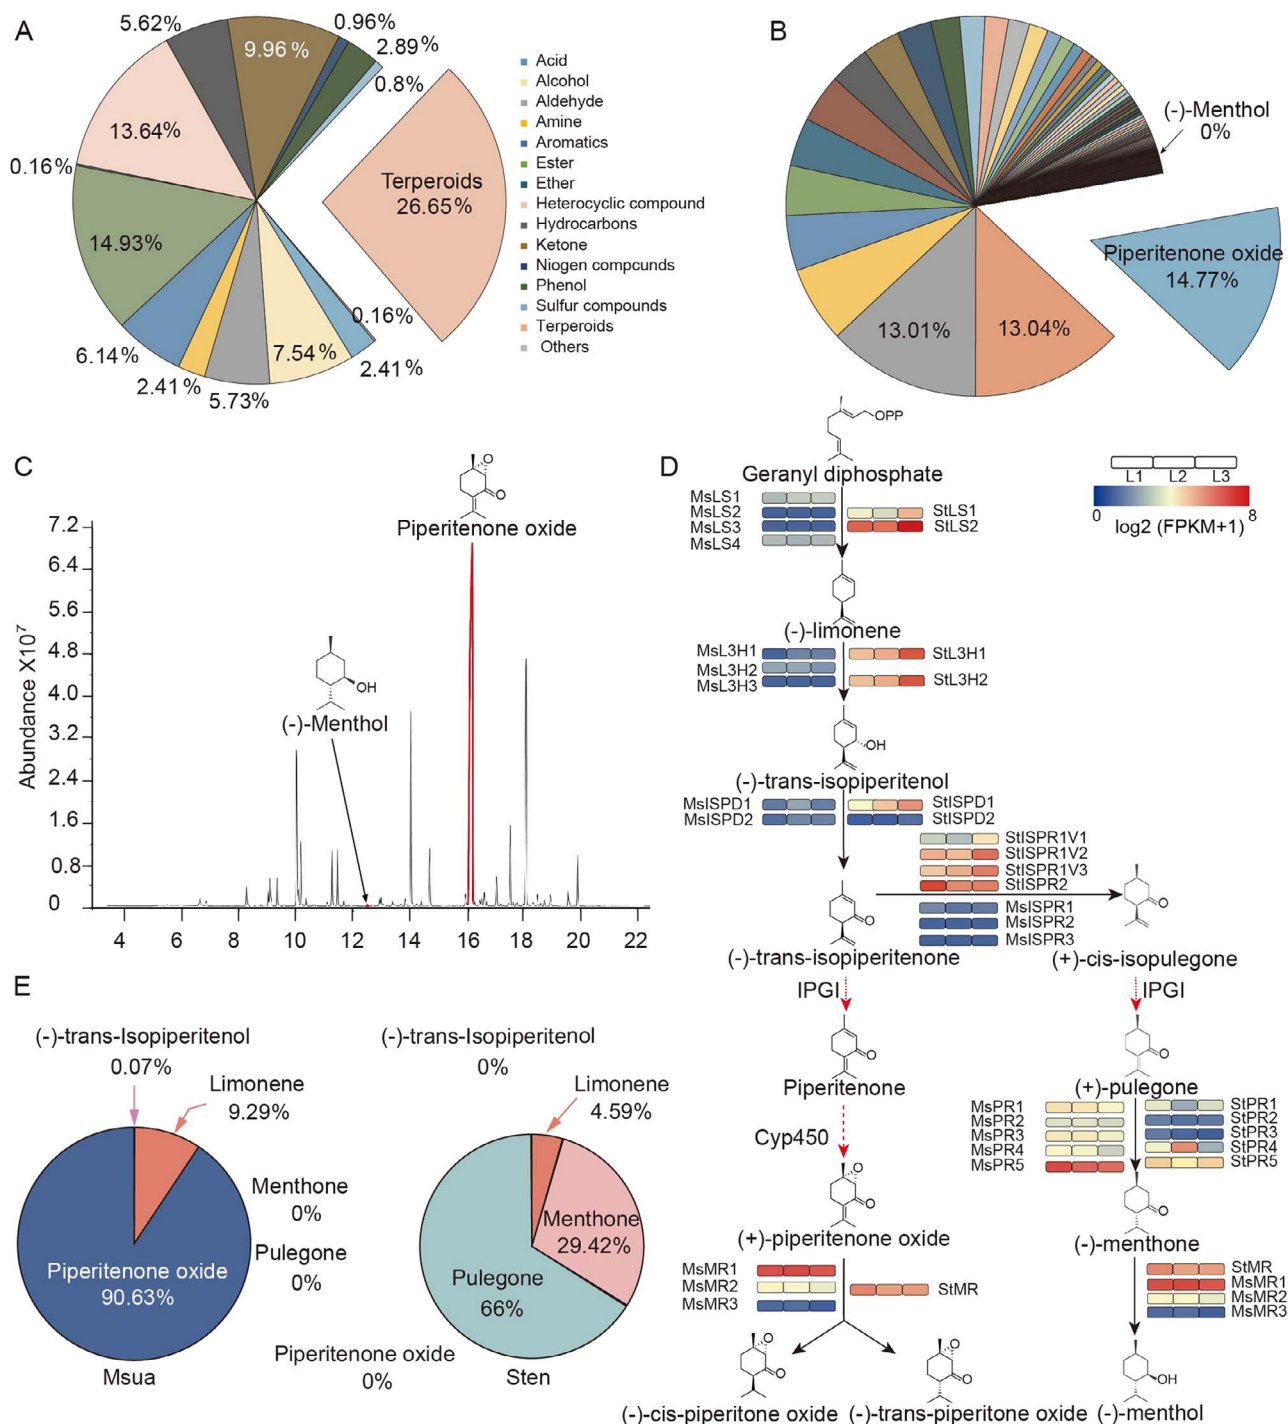 A
5.62%
9.96%
0.96%
2.89%
0.8%
13.64%
0.16%
14.93%
6.14%
2.41%
5.73%
7.54%
0.16%
2.41%
Terperoids
26.65%
Acid
Alcohol
Aldehyde
Amine
Aromatics
Ester
Ether
Heterocyclic compound
Hydrocarbons
Ketone
Niogen compcunds
Phenol
Sulfur compounds
Terperoids
Others
B
(-)-Menthol
0%
Piperitenone oxide
14.77%
13.01%
13.04%
C
Piperitenone oxide
O
O
(-)-Menthol
OH
Abundance X10⁷
7.2
6.4
5.6
4.8
4.0
3.2
2.4
1.6
0.8
0
4
6
8
10
12
14
16
18
20
22
D
OPP
Geranyl diphosphate
L1
L2
L3
0
8
log2 (FPKM+1)
MsLS1
MsLS2
MsLS3
MsLS4
StLS1
StLS2
(-)-limonene
MsL3H1
MsL3H2
MsL3H3
StL3H1
StL3H2
OH
(-)-trans-isopiperitenol
MsISPD1
MsISPD2
StISPD1
StISPD2
StISPR1V1
StISPR1V2
StISPR1V3
StISPR2
MsISPR1
MsISPR2
MsISPR3
O
O
(-)-trans-isopiperitenone
(+)-cis-isopulegone
IPGI
IPGI
O
O
Piperitenone
(+)-pulegone
Cyp450
MsPR1
MsPR2
MsPR3
MsPR4
MsPR5
StPR1
StPR2
StPR3
StPR4
StPR5
O
O
O
(+)-piperitenone oxide
(-)-menthone
MsMR1
MsMR2
MsMR3
StMR
StMR
MsMR1
MsMR2
MsMR3
O
O
O
O
OH
(-)-cis-piperitone oxide
(-)-trans-piperitone oxide
(-)-menthol
E
(-)-trans-Isopiperitenol
0.07%
Limonene
9.29%
Menthone
0%
Pulegone
0%
Piperitenone oxide
90.63%
Msua
(-)-trans-Isopiperitenol
0%
Limonene
4.59%
Menthone
29.42%
Pulegone
66%
Piperitenone oxide
0%
Sten